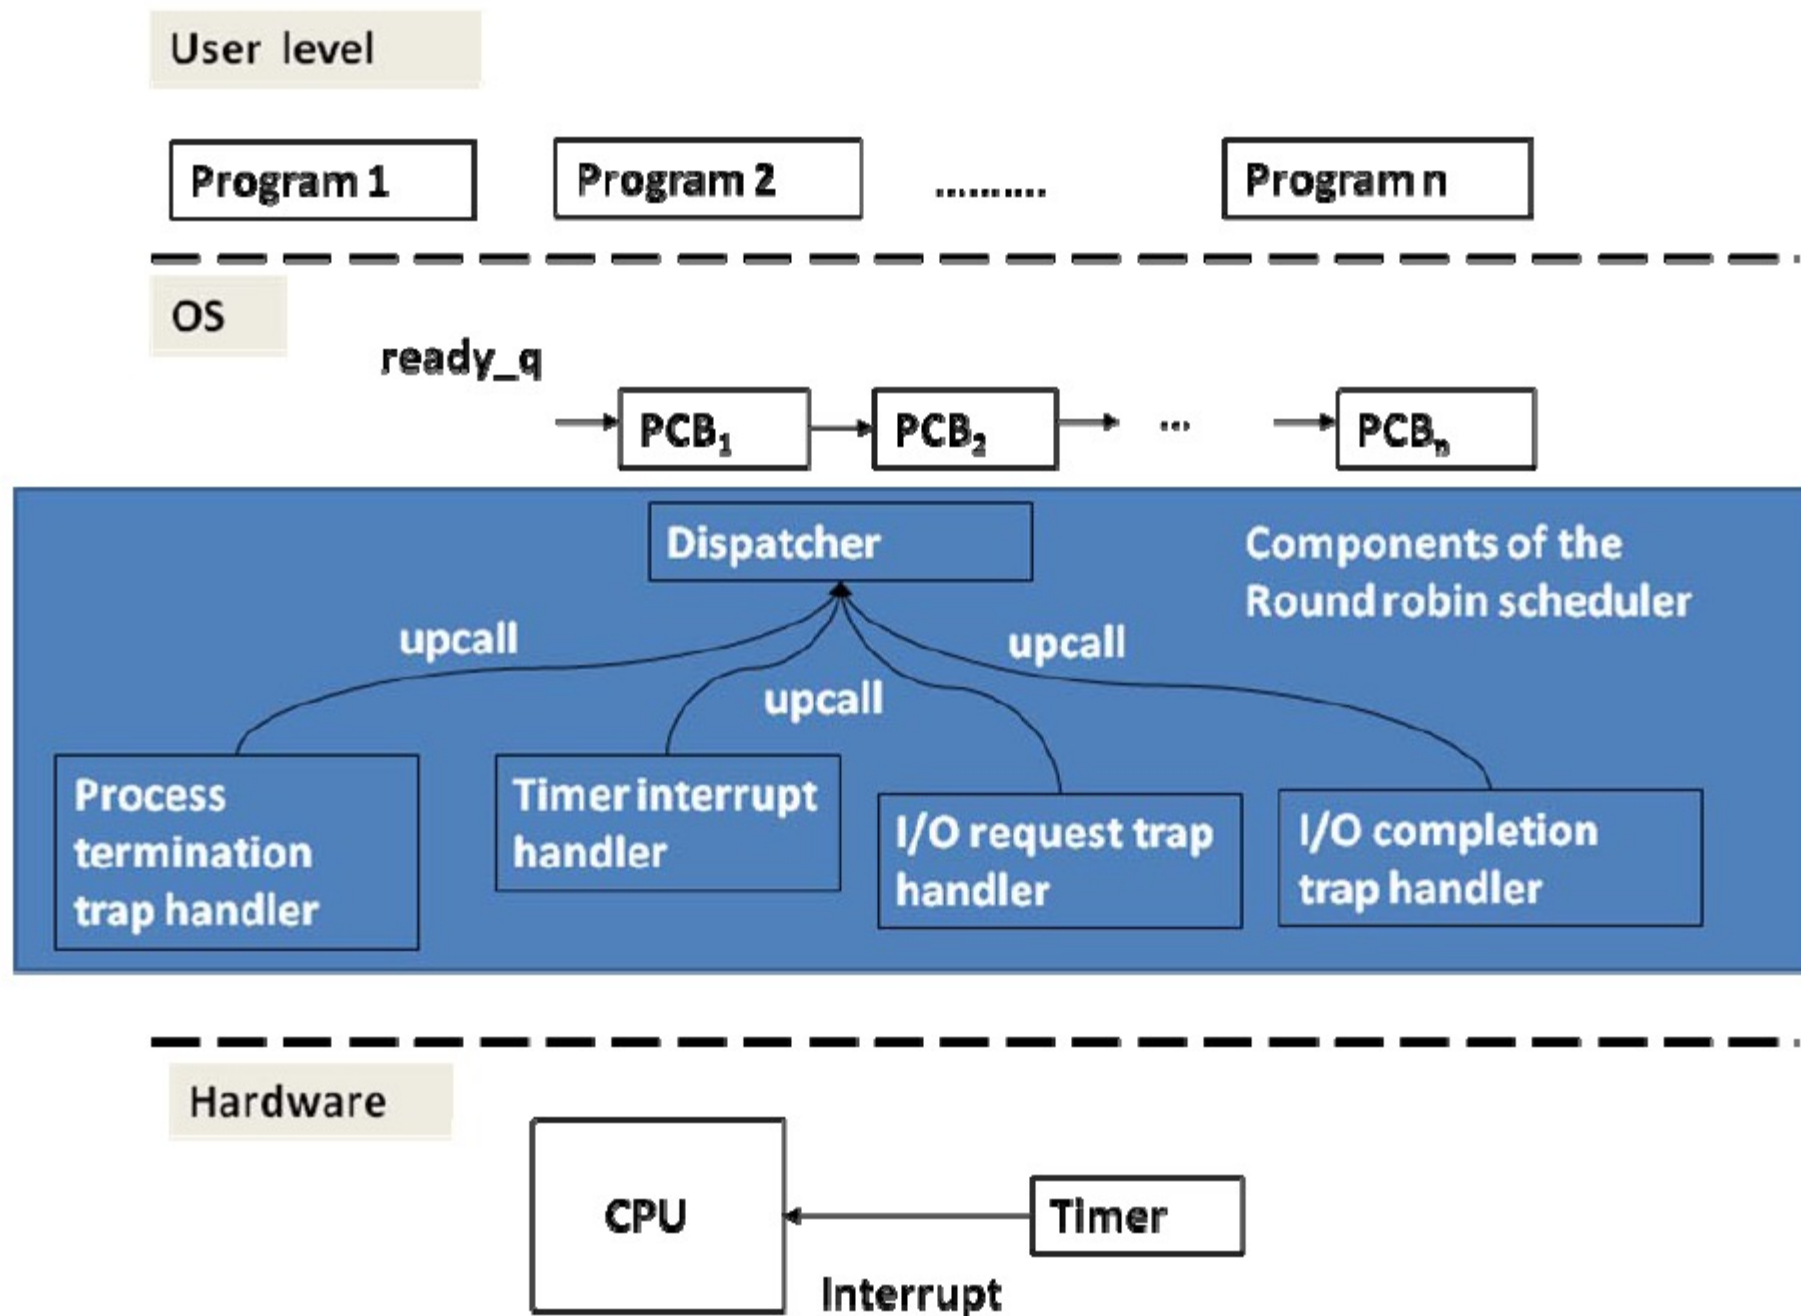 User level
Program 1
Program 2
..........
Program n
OS
ready_q
PCB1
PCB2
...
PCBn
Dispatcher
Components of the
Round robin scheduler
upcall
upcall
upcall
Process
termination
trap handler
Timer interrupt
handler
I/O request trap
handler
I/O completion
trap handler
Hardware
CPU
Timer
Interrupt